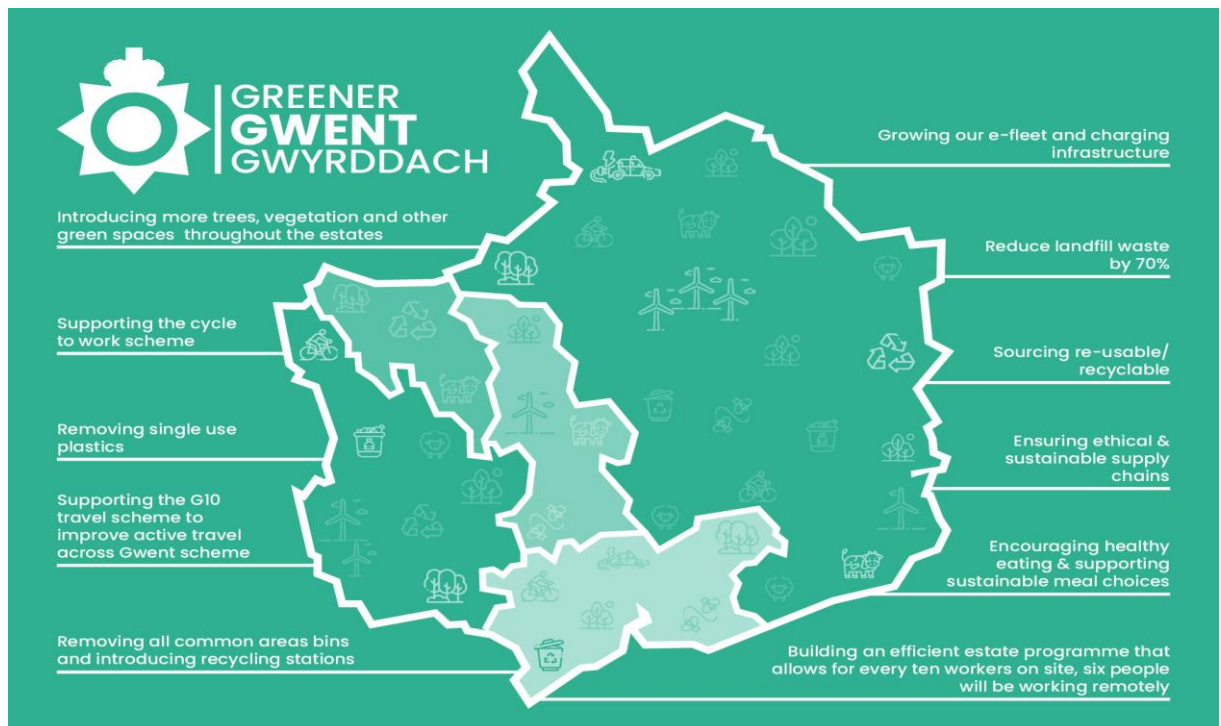 GREENER
GWENT
GWYRDDACH
Introducing more trees, vegetation and other
green spaces throughout the estates
Supporting the cycle
to work scheme
Removing single use
plastics
Supporting the G10
travel scheme to
improve active travel
across Gwent scheme
Removing all common areas bins
and introducing recycling stations
Growing our e-fleet and charging
infrastructure
Reduce landfill waste
by 70%
Sourcing re-usable/
recyclable
Ensuring ethical &
sustainable supply
chains
Encouraging healthy
eating & supporting
sustainable meal choices
Building an efficient estate programme that
allows for every ten workers on site, six people
will be working remotely